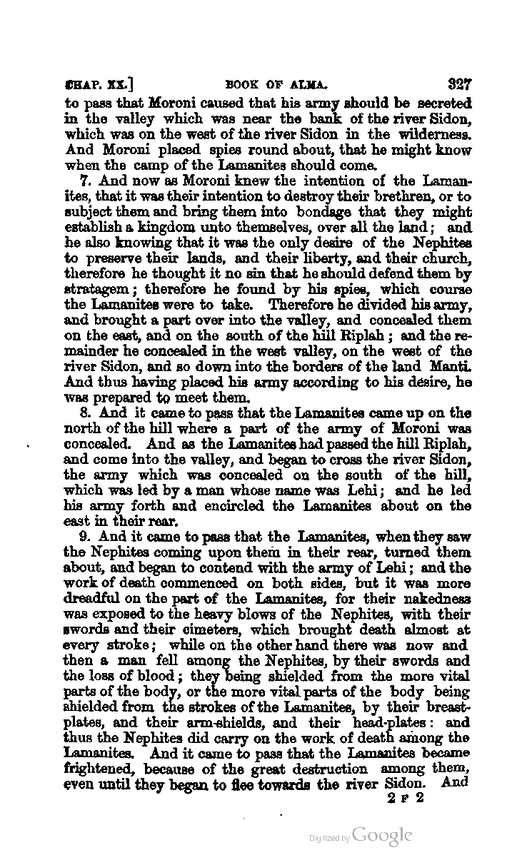 CHAP. XX.] BOOK OF ALMA. 327
to pass that Moroni caused that his army should be secreted
in the valley which was near the bank of the river Sidon,
which was on the west of the river Sidon in the wilderness.
And Moroni placed spies round about, that he might know
when the camp of the Lamanites should come.
7. And now as Moroni knew the intention of the Laman-
ites, that it was their intention to destroy their brethren, or to
subject them and bring them into bondage that they might
establish a kingdom unto themselves, over all the land; and
he also knowing that it was the only desire of the Nephites
to preserve their lands, and their liberty, and their church,
therefore he thought it no sin that he should defend them by
stratagem; therefore he found by his spies, which course
the Lamanites were to take. Therefore he divided his army,
and brought a part over into the valley, and concealed them
on the east, and on the south of the hill Riplah; and the re-
mainder he concealed in the west valley, on the west of the
river Sidon, and so down into the borders of the land Manti.
And thus having placed his army according to his desire, he
was prepared to meet them.
8. And it came to pass that the Lamanites came up on the
north of the hill where a part of the army of Moroni was
concealed. And as the Lamanites had passed the hill Riplah,
and come into the valley, and began to cross the river Sidon,
the army which was concealed on the south of the hill,
which was led by a man whose name was Lehi; and he led
his army forth and encircled the Lamanites about on the
east in their rear.
9. And it came to pass that the Lamanites, when they saw
the Nephites coming upon them in their rear, turned them
about, and began to contend with the army of Lehi; and the
work of death commenced on both sides, but it was more
dreadful on the part of the Lamanites, for their nakedness
was exposed to the heavy blows of the Nephites, with their
swords and their cimeters, which brought death almost at
every stroke; while on the other hand there was now and
then a man fell among the Nephites, by their swords and
the loss of blood; they being shielded from the more vital
parts of the body, or the more vital parts of the body being
shielded from the strokes of the Lamanites, by their breast-
plates, and their arm-shields, and their head-plates: and
thus the Nephites did carry on the work of death among the
Lamanites. And it came to pass that the Lamanites became
frightened, because of the great destruction among them,
even until they began to flee towards the river Sidon. And
2 F 2
Digitized by Google